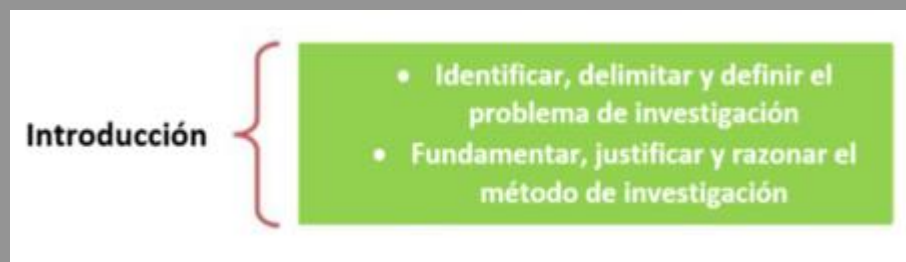 Introducción
• Identificar, delimitar y definir el
problema de investigación
• Fundamentar, justificar y razonar el
método de investigación